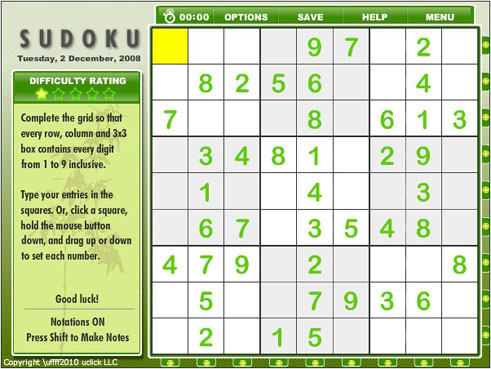 SUDOKU
Tuesday, 2 December, 2008
00:00 OPTIONS SAVE HELP MENU
DIFFICULTY RATING
Complete the grid so that
every row, column and 3x3
box contains every digit
from 1 to 9 inclusive.
Type your entries in the
squares. Or, click a square,
hold the mouse button
down, and drag up or down
to set each number.
Good luck!
Notations ON
Press Shift to Make Notes
9 7 2
8 2 5 6 4
7 8 6 1 3
3 4 8 1 2 9
1 4 3
6 7 3 5 4 8
4 7 9 2 8
5 7 9 3 6
2 1 5
Copyright \uffff2010 uclick LLC